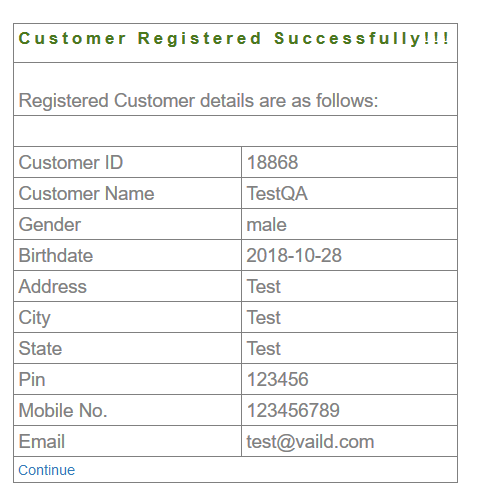 Customer Registered Successfully!!!
Registered Customer details are as follows:
Customer ID 18868
Customer Name TestQA
Gender male
Birthdate 2018-10-28
Address Test
City Test
State Test
Pin 123456
Mobile No. 123456789
Email test@vaild.com
Continue